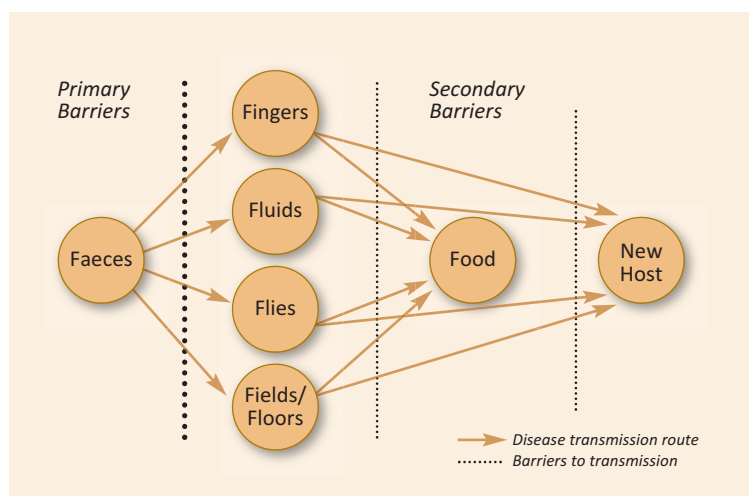 Primary
Barriers
Secondary
Barriers
Fingers
Fluids
Faeces
Food
New
Host
Flies
Fields/
Floors
Disease transmission route
Barriers to transmission